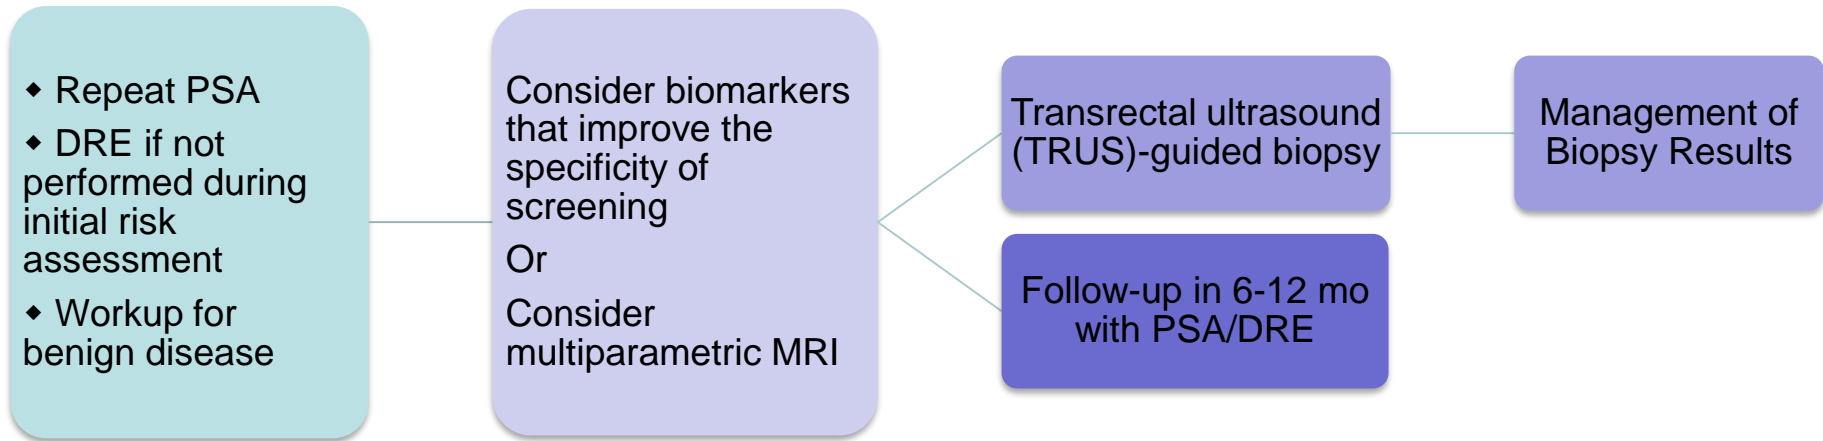 ◆ Repeat PSA
◆ DRE if not
performed during
initial risk
assessment
◆ Workup for
benign disease
Consider biomarkers
that improve the
specificity of
screening
Or
Consider
multiparametric MRI
Transrectal ultrasound
(TRUS)-guided biopsy
Management of
Biopsy Results
Follow-up in 6-12 mo
with PSA/DRE